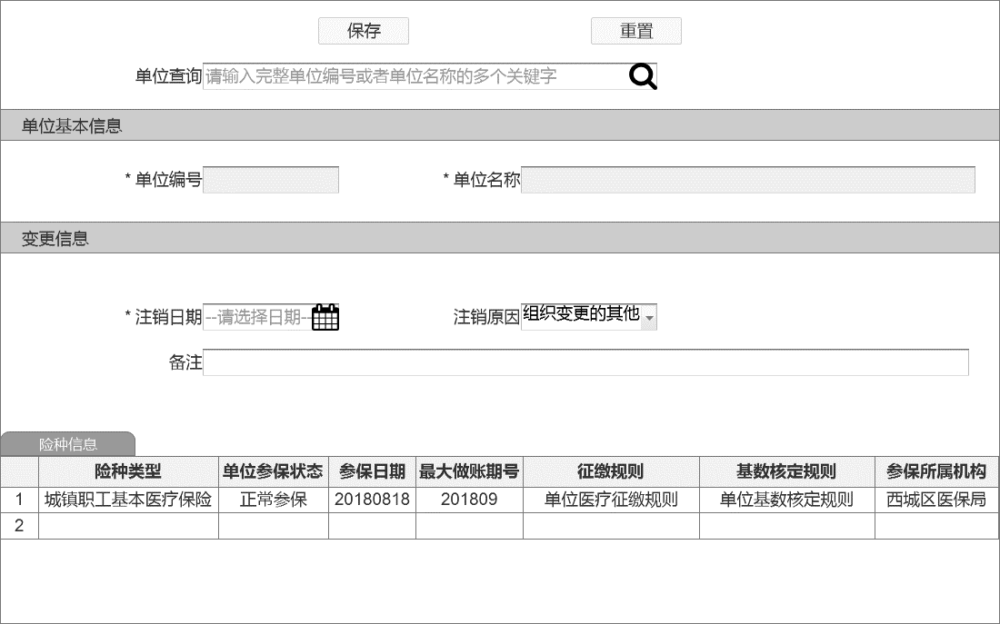 保存 重置
单位查询 请输入完整单位编号或者单位名称的多个关键字
单位基本信息
* 单位编号 * 单位名称
变更信息
* 注销日期 --请选择日期-- 注销原因 组织变更的其他
备注
险种信息
险种类型 单位参保状态 参保日期 最大做账期号 征缴规则 基数核定规则 参保所属机构
1 城镇职工基本医疗保险 正常参保 20180818 201809 单位医疗征缴规则 单位基数核定规则 西城区医保局
2